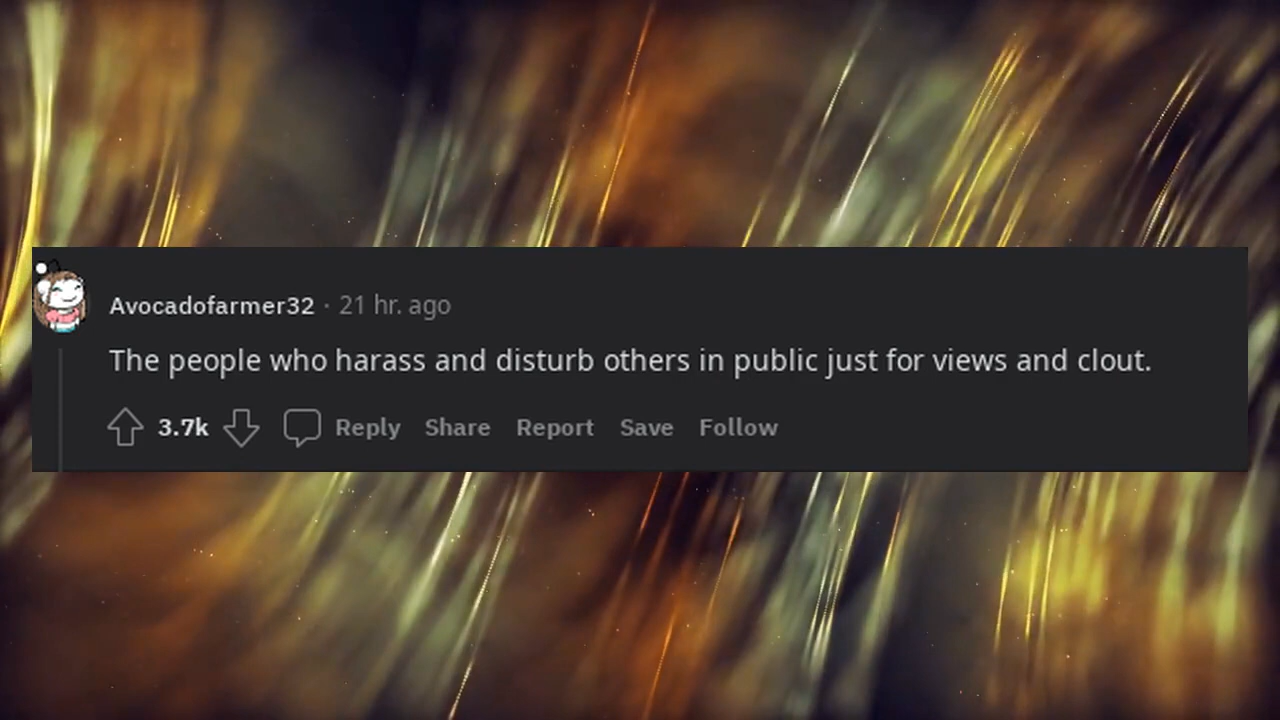 Avocadofarmer32 · 21 hr. ago
The people who harass and disturb others in public just for views and clout.
3.7k Reply Share Report Save Follow